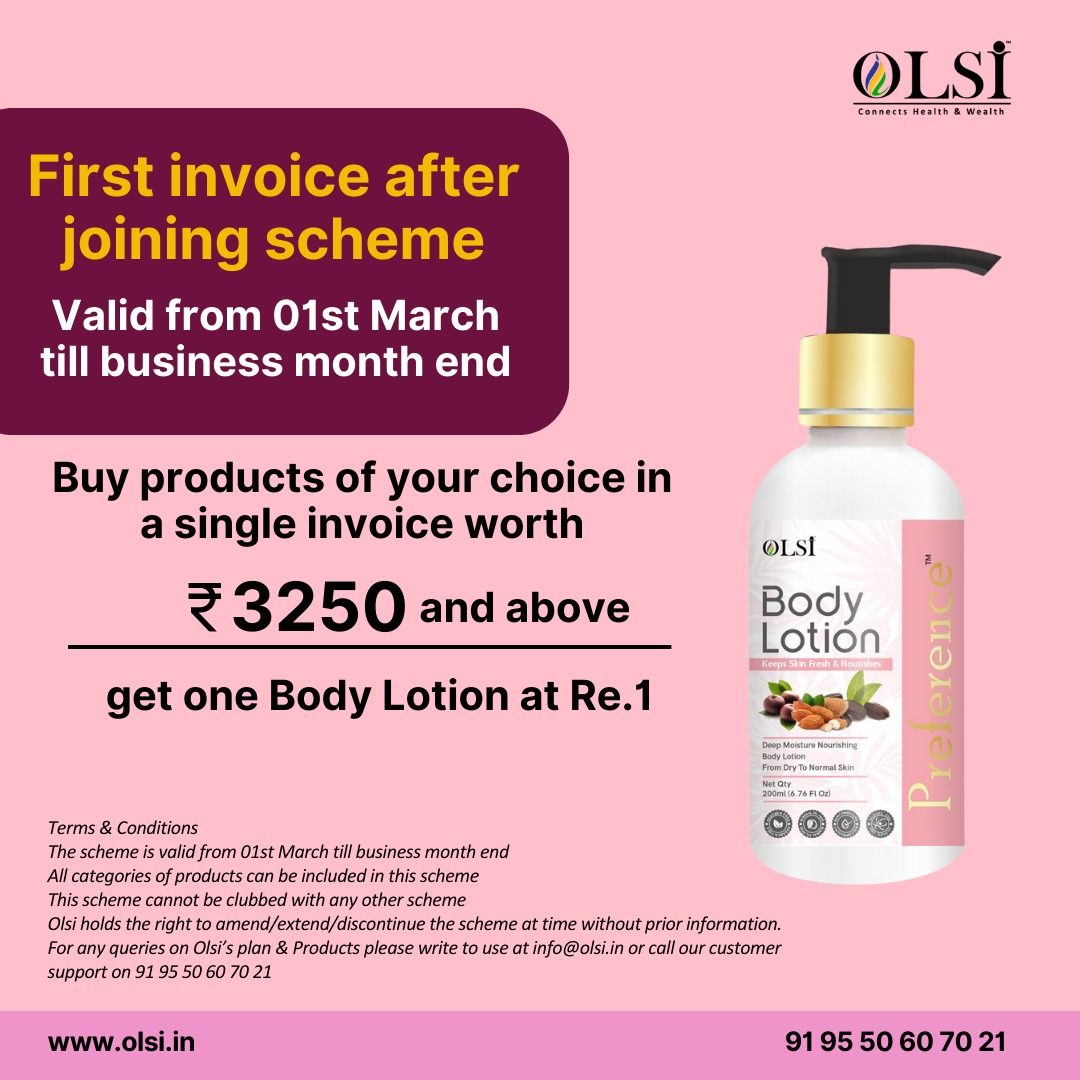 OLSi™
Connects Health & Wealth
First invoice after
joining scheme
Valid from 01st March
till business month end
Buy products of your choice in
a single invoice worth
₹3250 and above
get one Body Lotion at Re.1
OLSi
Body
Lotion
Keeps Skin Fresh & Nourishes
Deep Moisture Nourishing
Body Lotion
From Dry To Normal Skin
Net Qty
200ml (6.76 Fl Oz)
Preference™
Terms & Conditions
The scheme is valid from 01st March till business month end
All categories of products can be included in this scheme
This scheme cannot be clubbed with any other scheme
Olsi holds the right to amend/extend/discontinue the scheme at time without prior information.
For any queries on Olsi’s plan & Products please write to use at info@olsi.in or call our customer
support on 91 95 50 60 70 21
www.olsi.in
91 95 50 60 70 21